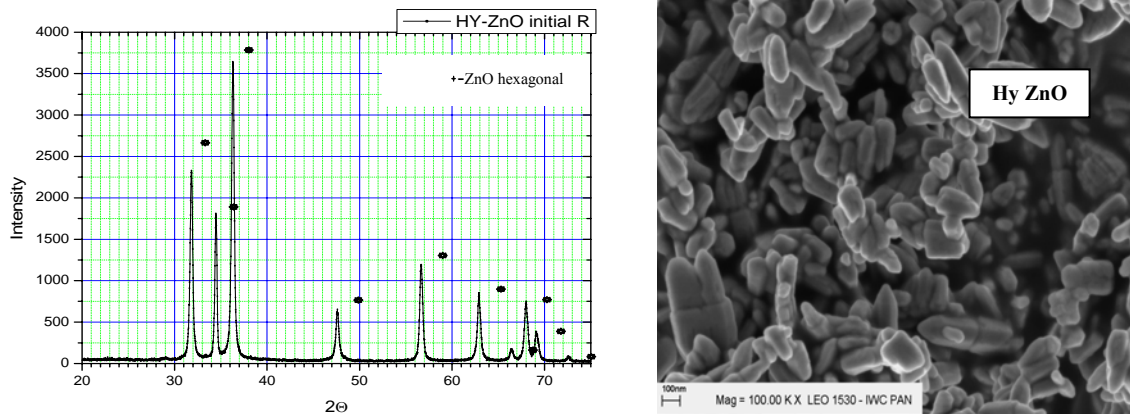 HY-ZnO initial R
ZnO hexagonal
4000
3500
3000
2500
2000
1500
1000
500
0
Intensity
20 30 40 50 60 70
2Θ
Hy ZnO
100nm
Mag = 100.00 K X LEO 1530 - IWC PAN